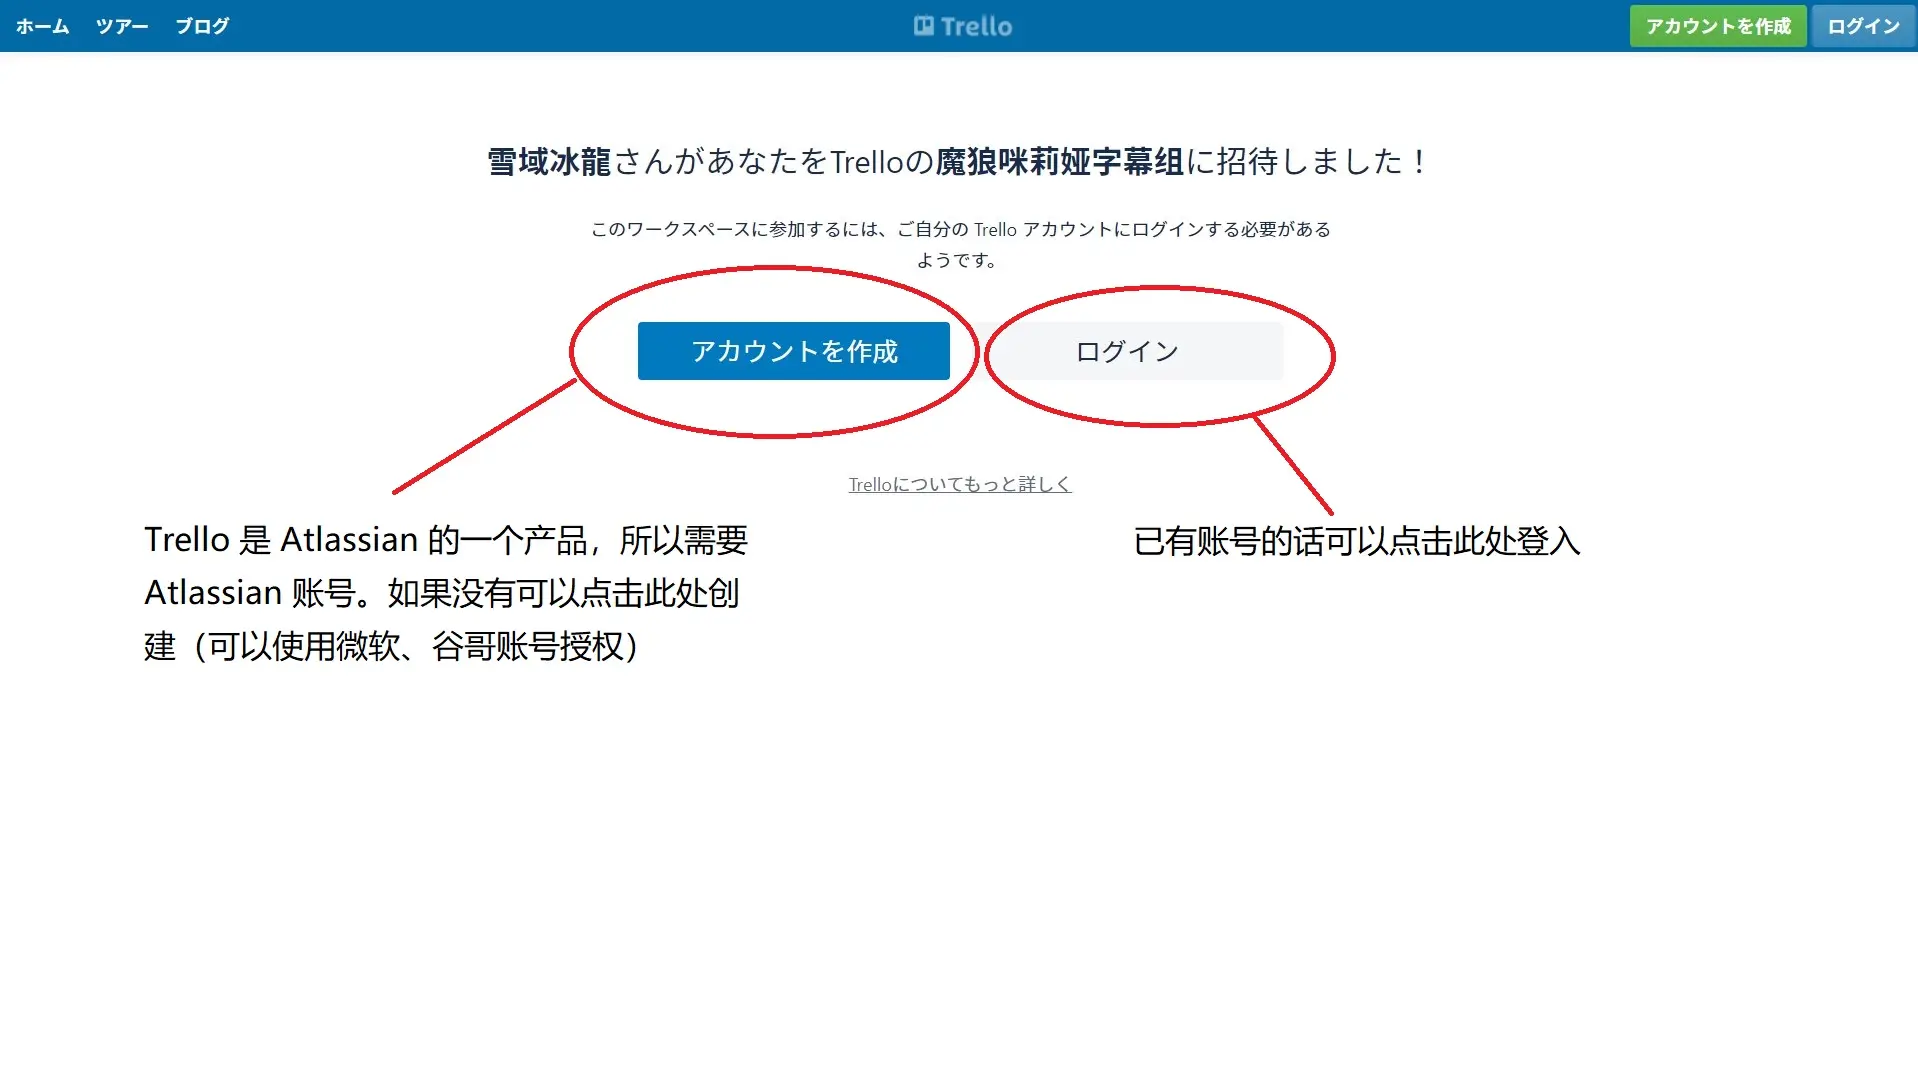 ホーム ツアー ブログ Trello アカウントを作成 ログイン
雪域冰龍さんがあなたをTrelloの魔狼咪莉娅字幕组に招待しました！
このワークスペースに参加するには、ご自分の Trello アカウントにログインする必要がある
ようです。
アカウントを作成 ログイン
Trelloについてもっと詳しく
Trello 是 Atlassian 的一个产品，所以需要
Atlassian 账号。如果没有可以点击此处创
建（可以使用微软、谷哥账号授权）
已有账号的话可以点击此处登入